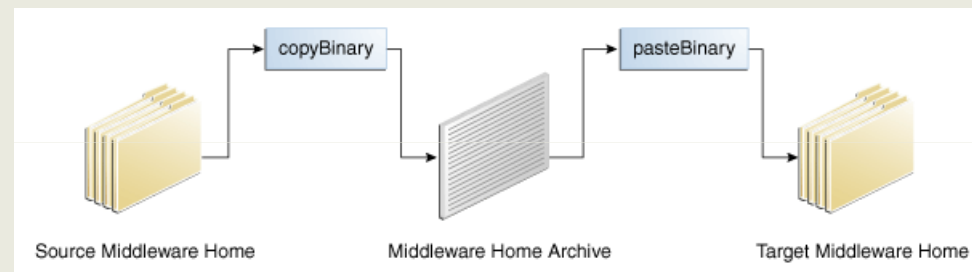 copyBinary
pasteBinary
Source Middleware Home
Middleware Home Archive
Target Middleware Home